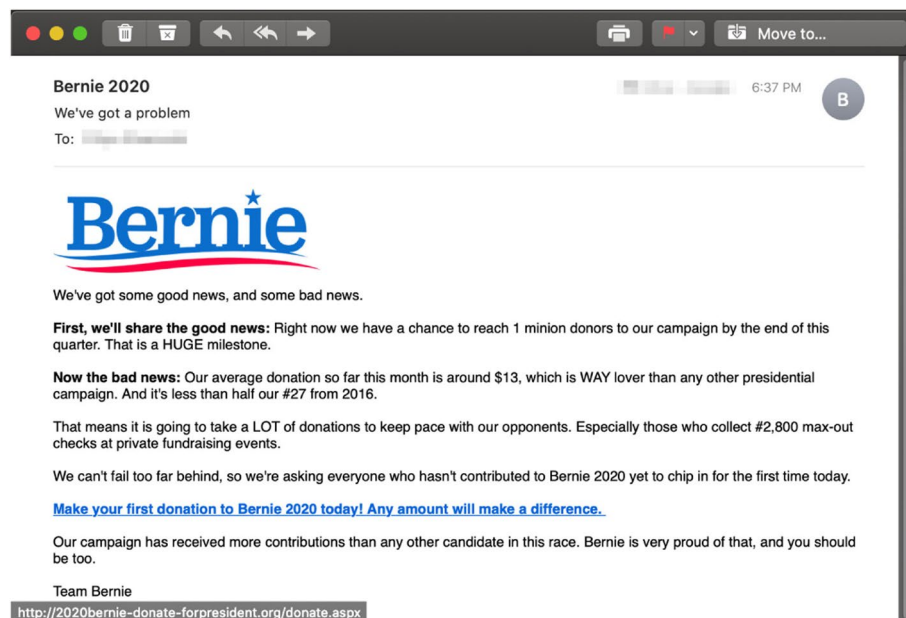 Move to...
Bernie 2020
6:37 PM
B
We've got a problem
To:
Bernie
We've got some good news, and some bad news.
First, we'll share the good news: Right now we have a chance to reach 1 minion donors to our campaign by the end of this
quarter. That is a HUGE milestone.
Now the bad news: Our average donation so far this month is around $13, which is WAY lover than any other presidential
campaign. And it's less than half our #27 from 2016.
That means it is going to take a LOT of donations to keep pace with our opponents. Especially those who collect #2,800 max-out
checks at private fundraising events.
We can't fail too far behind, so we're asking everyone who hasn't contributed to Bernie 2020 yet to chip in for the first time today.
Make your first donation to Bernie 2020 today! Any amount will make a difference.
Our campaign has received more contributions than any other candidate in this race. Bernie is very proud of that, and you should
be too.
Team Bernie
http://2020bernie-donate-forpresident.org/donate.aspx